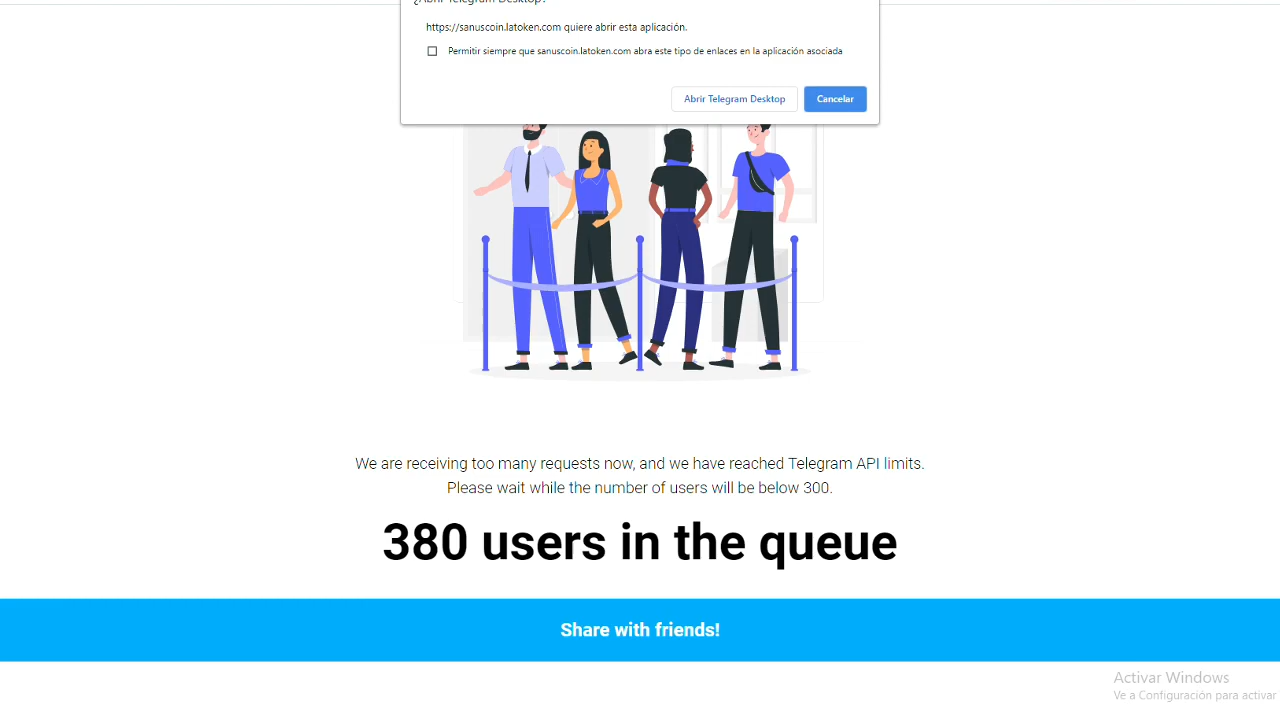 ¿Abrir Telegram Desktop?
https://sanuscoin.latoken.com quiere abrir esta aplicación.
Permitir siempre que sanuscoin.latoken.com abra este tipo de enlaces en la aplicación asociada
Abrir Telegram Desktop
Cancelar
We are receiving too many requests now, and we have reached Telegram API limits.
Please wait while the number of users will be below 300.
380 users in the queue
Share with friends!
Activar Windows
Ve a Configuración para activar